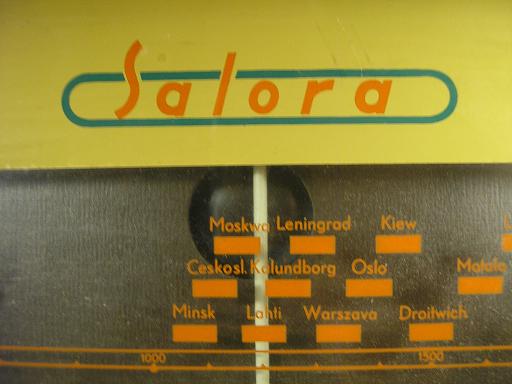 Salora
Moskwa Leningrad Kiew
Ceskosl. Kalundborg Oslo Motala
Minsk Lahti Warszava Droitwich
1000 1500